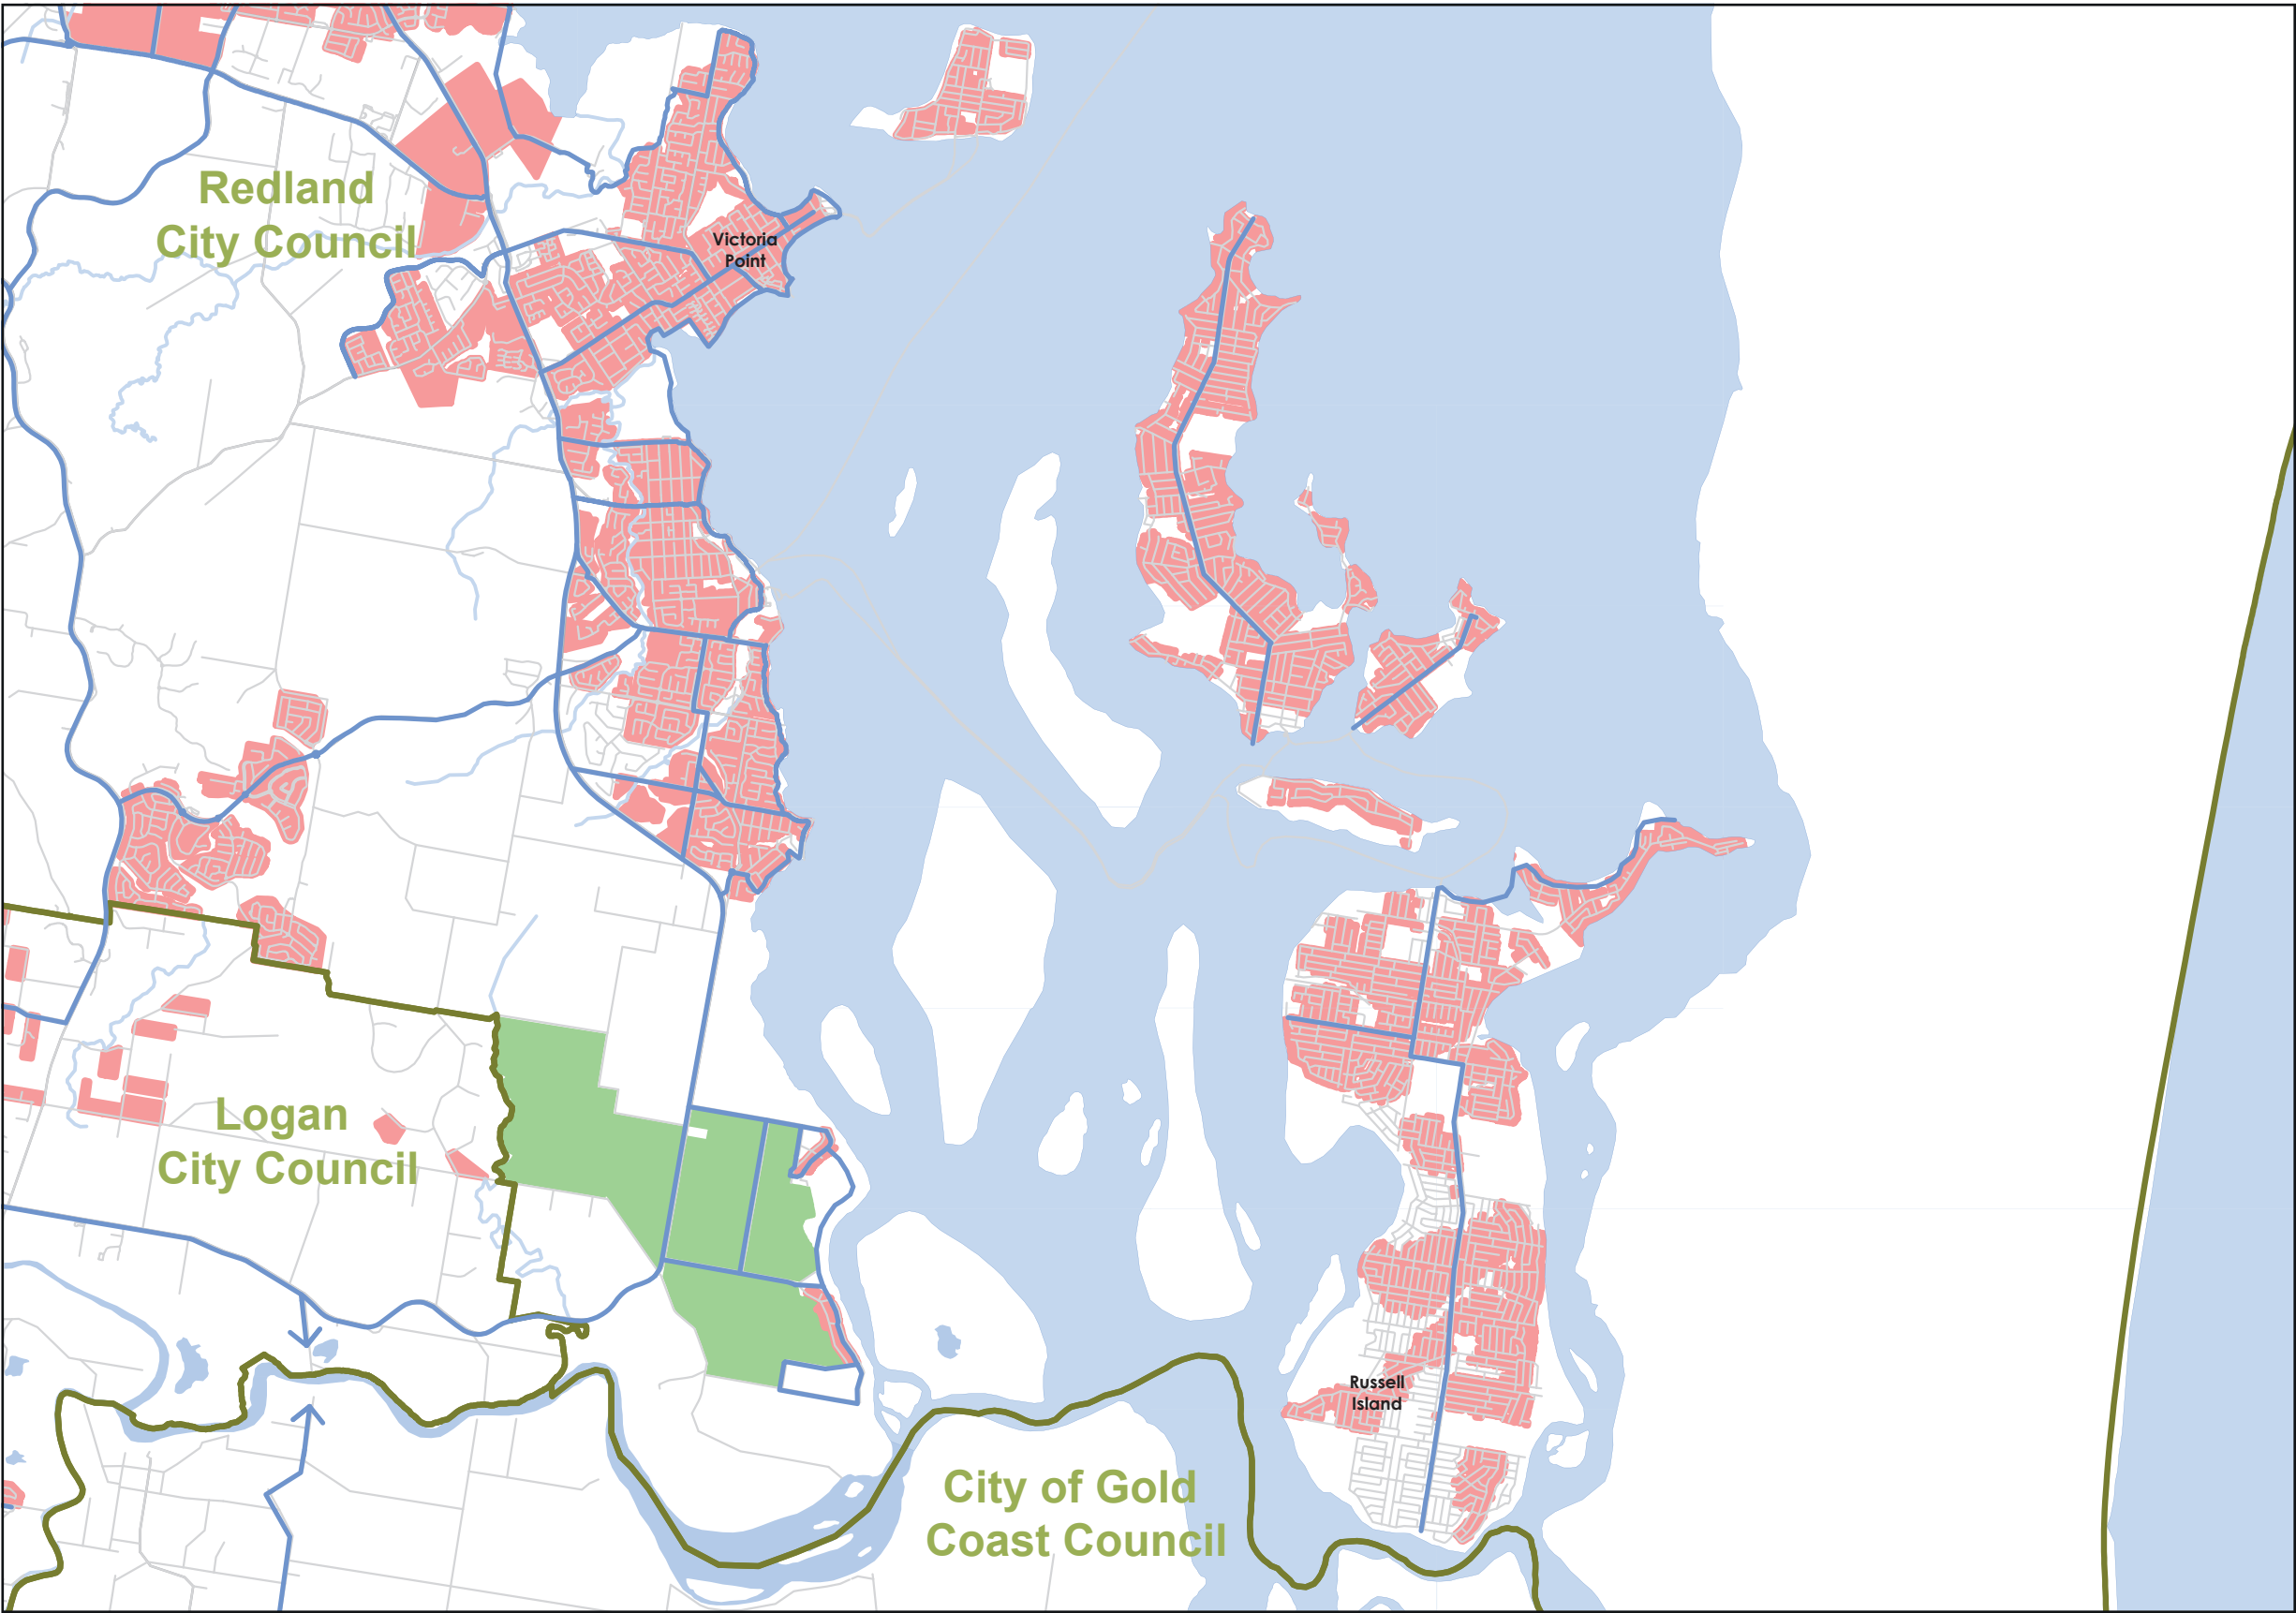 Redland
City Council
Victoria
Point
Logan
City Council
Russell
Island
City of Gold
Coast Council